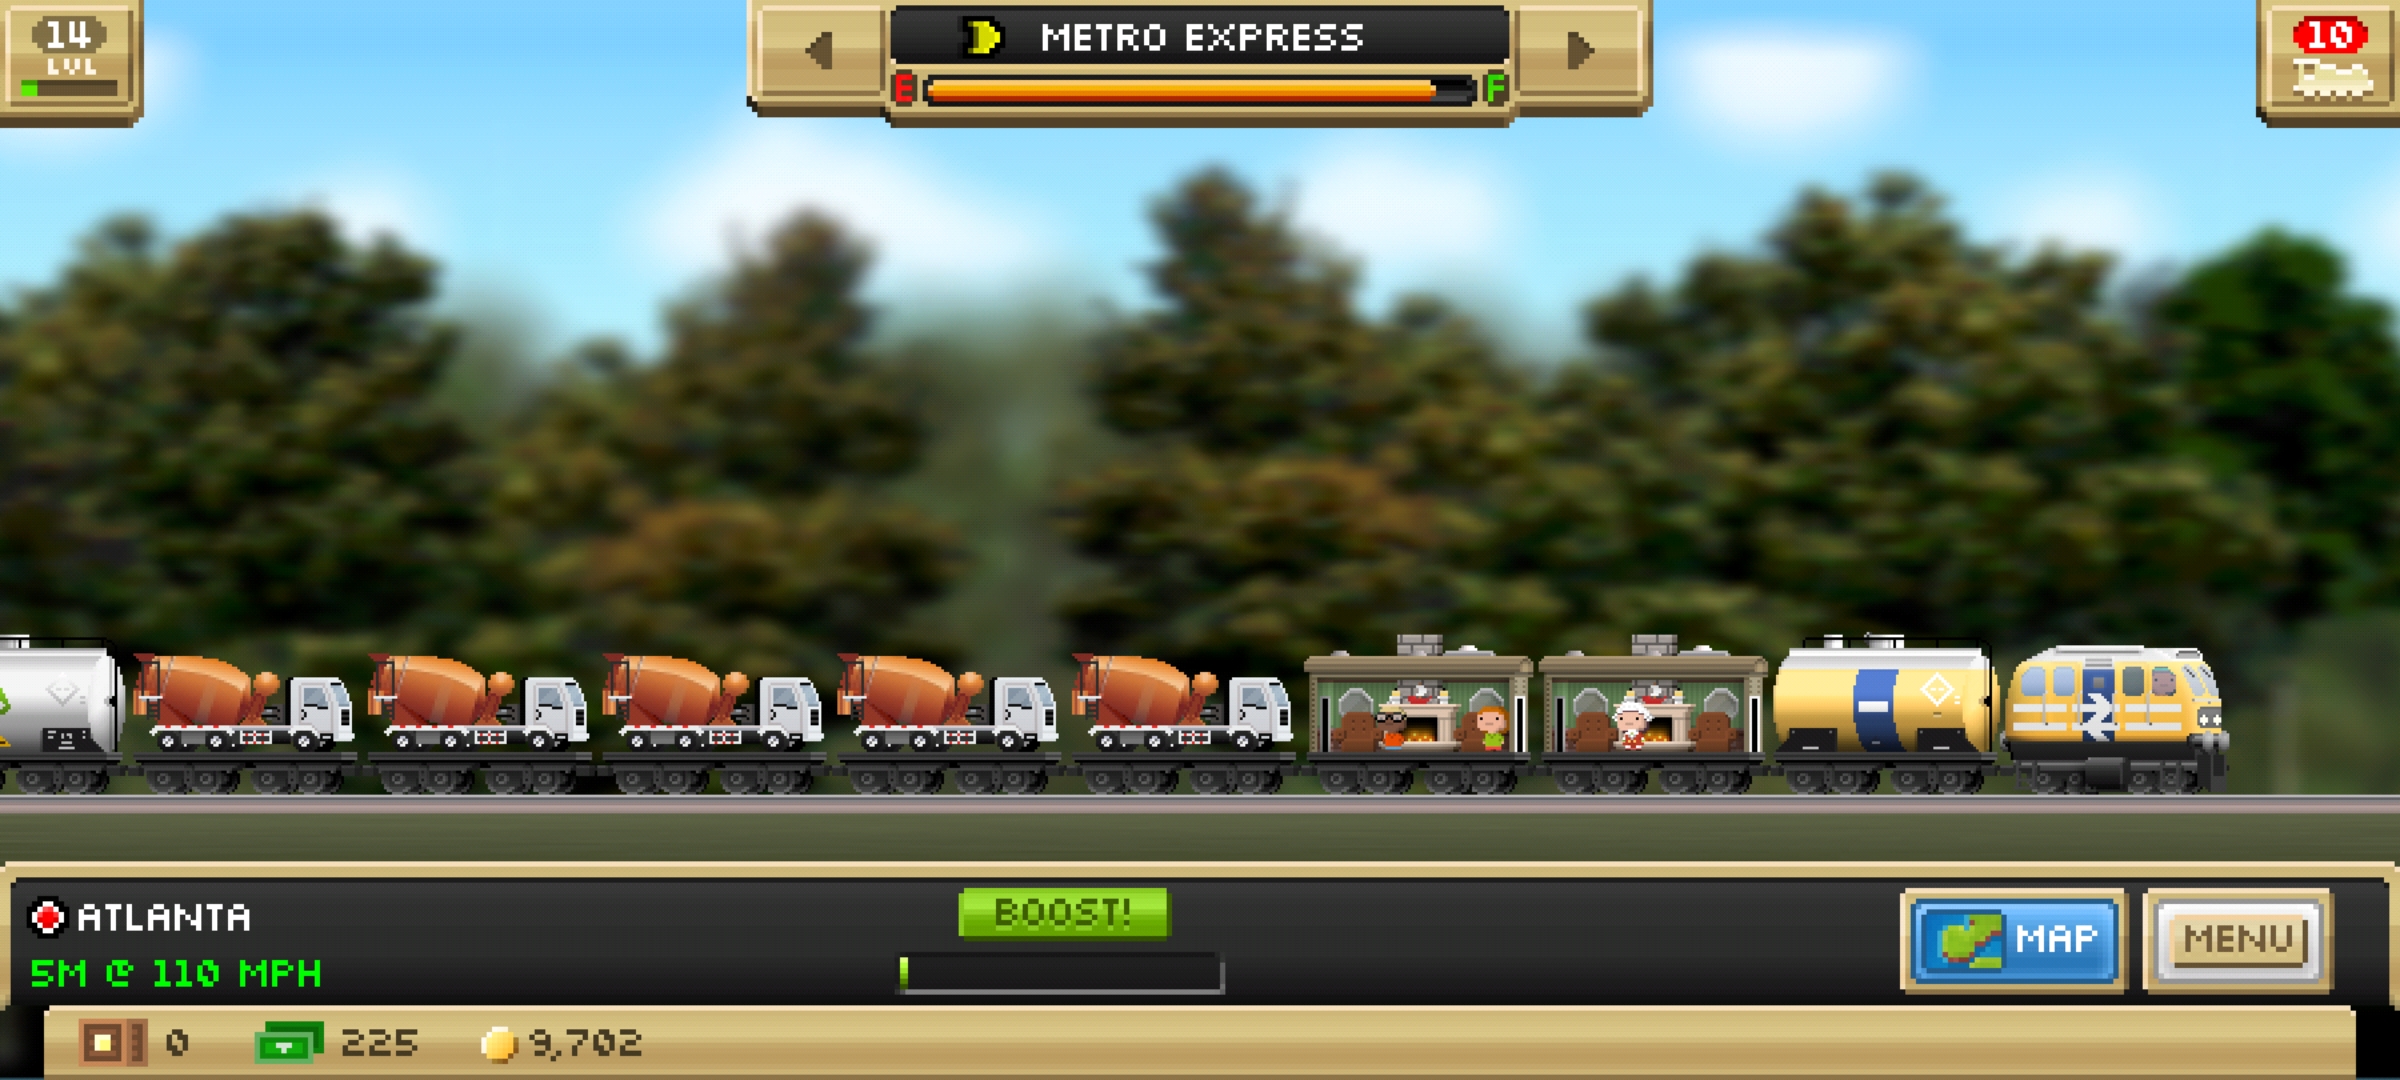 14
LVL
METRO EXPRESS
E F
10
ATLANTA
5M @ 110 MPH
BOOST!
MAP
MENU
0 225 9,702